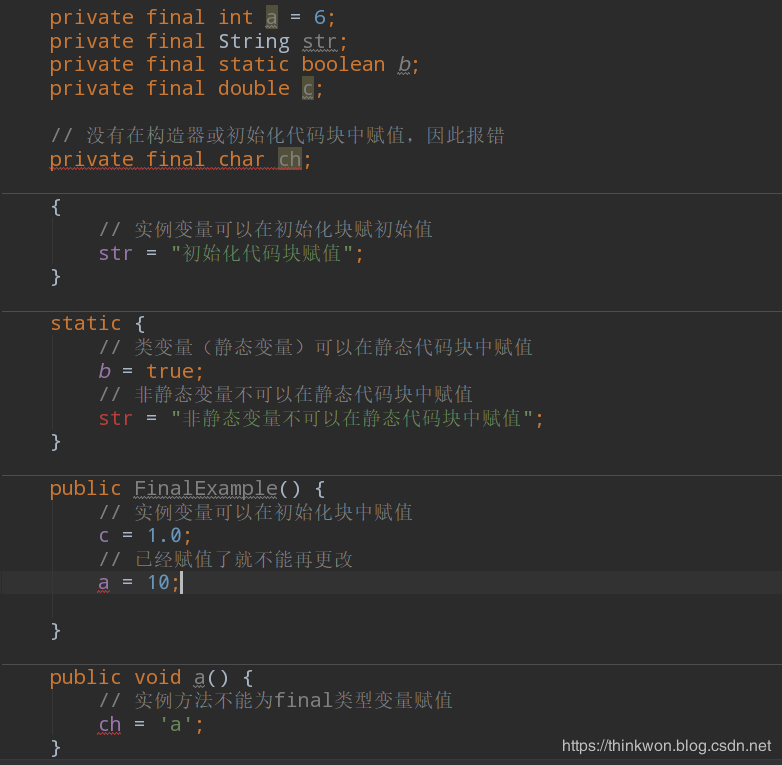 private final int a = 6;
private final String str;
private final static boolean b;
private final double c;
// 没有在构造器或初始化代码块中赋值，因此报错
private final char ch;
{
// 实例变量可以在初始化块赋初始值
str = "初始化代码块赋值";
}
static {
// 类变量（静态变量）可以在静态代码块中赋值
b = true;
// 非静态变量不可以在静态代码块中赋值
str = "非静态变量不可以在静态代码块中赋值";
}
public FinalExample() {
// 实例变量可以在初始化块中赋值
c = 1.0;
// 已经赋值了就不能再更改
a = 10;
}
public void a() {
// 实例方法不能为final类型变量赋值
ch = 'a';
}
https://thinkwon.blog.csdn.net